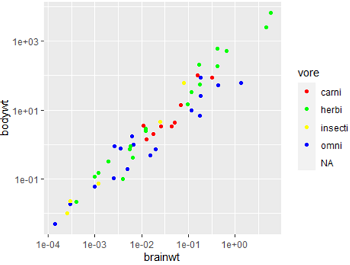 bodywt
1e+03
1e+01
1e-01
1e-04
1e-03
1e-02
1e-01
1e+00
brainwt
vore
carni
herbi
insecti
omni
NA